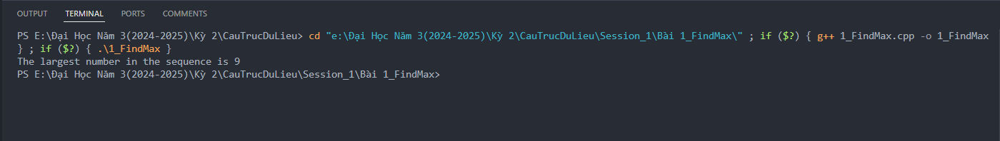 OUTPUT TERMINAL PORTS COMMENTS
PS E:\Đại Học Năm 3(2024-2025)\Kỳ 2\CauTrucDuLieu> cd "e:\Đại Học Năm 3(2024-2025)\Kỳ 2\CauTrucDuLieu\Session_1\Bài 1_FindMax\" ; if ($?) { g++ 1_FindMax.cpp -o 1_FindMax
} ; if ($?) { .\1_FindMax }
The largest number in the sequence is 9
PS E:\Đại Học Năm 3(2024-2025)\Kỳ 2\CauTrucDuLieu\Session_1\Bài 1_FindMax>